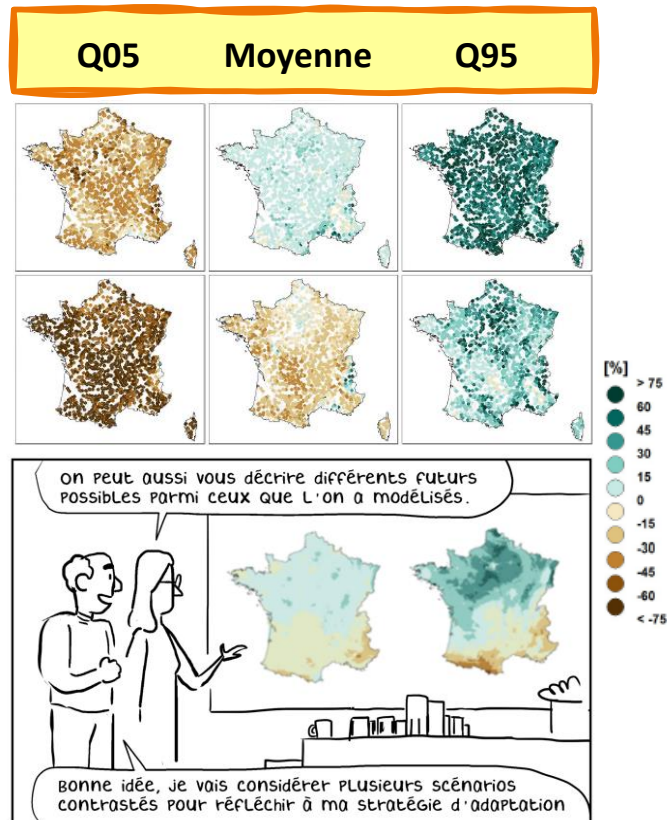 Q05 Moyenne Q95
[%]
> 75
60
45
30
15
0
-15
-30
-45
-60
< -75
On peut aussi vous décrire différents futurs
possibles parmi ceux que l'on a modélisés.
Bonne idée, je vais considérer plusieurs scénarios
contrastés pour réfléchir à ma stratégie d'adaptation